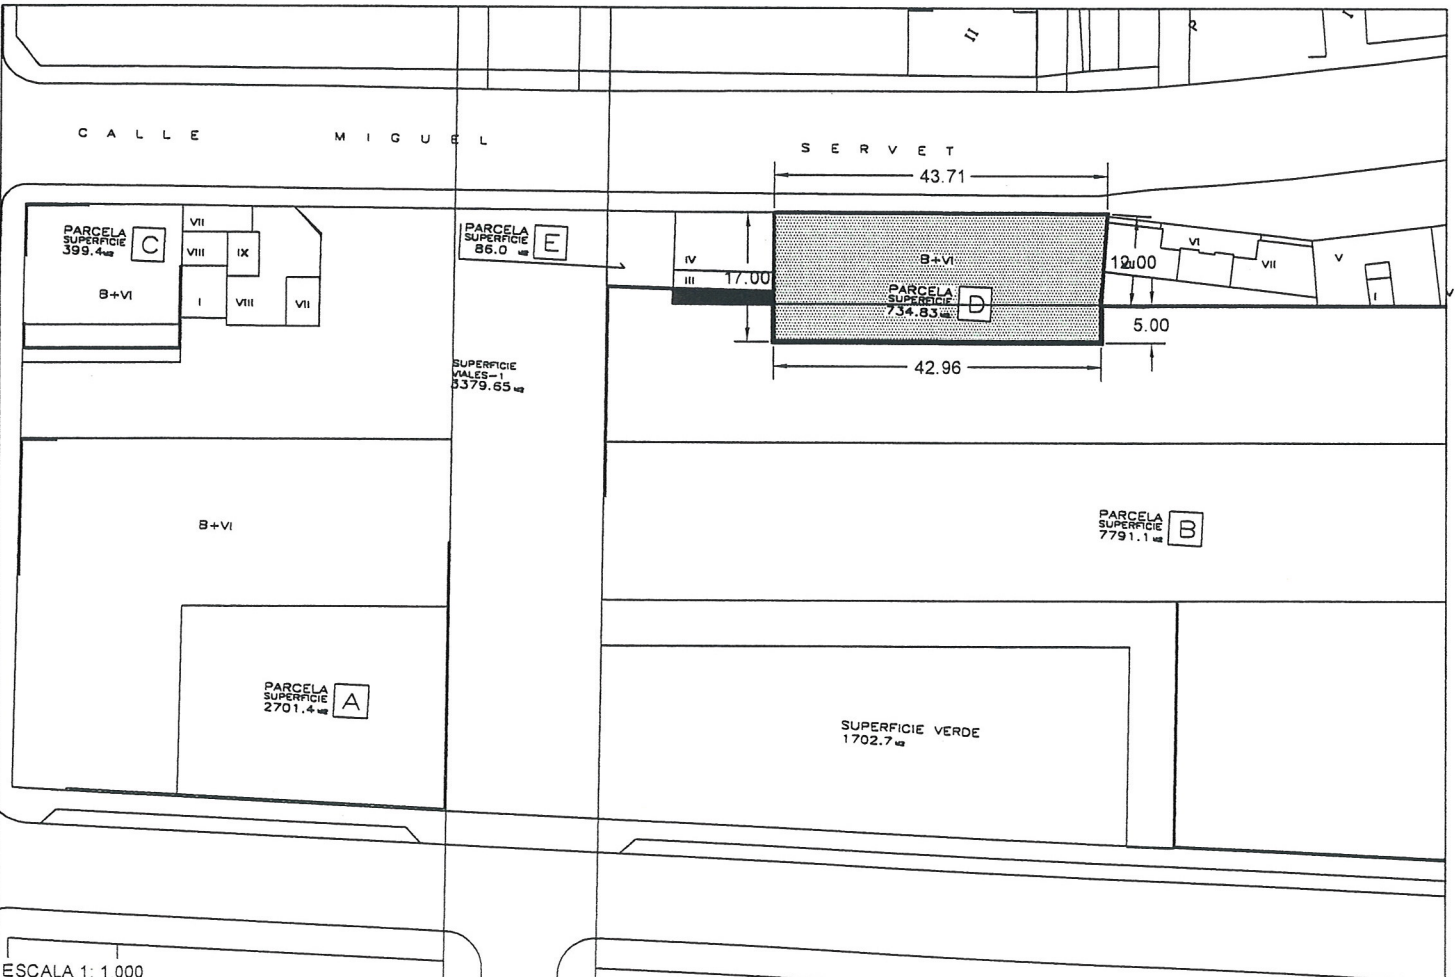 II
CALLE MIGUEL SERVET
43.71
PARCELA
SUPERFICIE
399.4 M2
C
B+VI
VII
VIII
IX
I
VIII
VII
PARCELA
SUPERFICIE
86.0 M2
E
IV
III
17.00
B+VI
PARCELA
SUPERFICIE
734.83 M2
D
12.00
VI
VII
V
I
5.00
42.96
SUPERFICIE
VIALES-1
3379.65 M2
B+VI
PARCELA
SUPERFICIE
7791.1 M2
B
PARCELA
SUPERFICIE
2701.4 M2
A
SUPERFICIE VERDE
1702.7 M2
ESCALA 1: 1.000